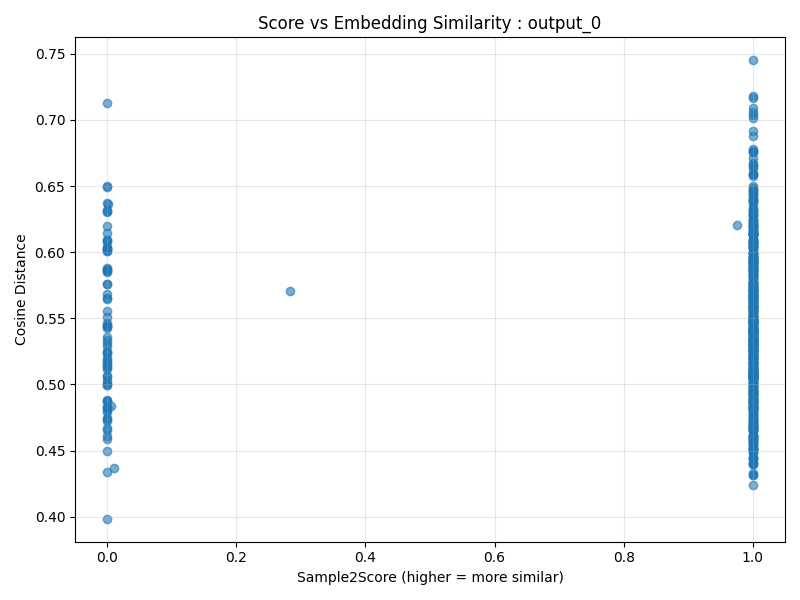 Score vs Embedding Similarity : output_0
Cosine Distance
0.75
0.70
0.65
0.60
0.55
0.50
0.45
0.40
0.0 0.2 0.4 0.6 0.8 1.0
Sample2Score (higher = more similar)